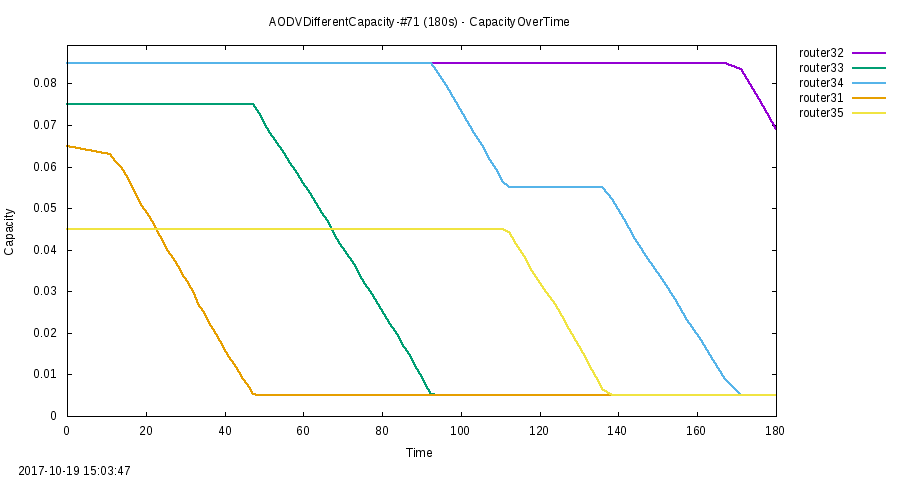 AODVDifferentCapacity-#71 (180s) - CapacityOverTime
router32
router33
router34
router31
router35
0.08
0.07
0.06
0.05
0.04
0.03
0.02
0.01
0
Capacity
0 20 40 60 80 100 120 140 160 180
Time
2017-10-19 15:03:47